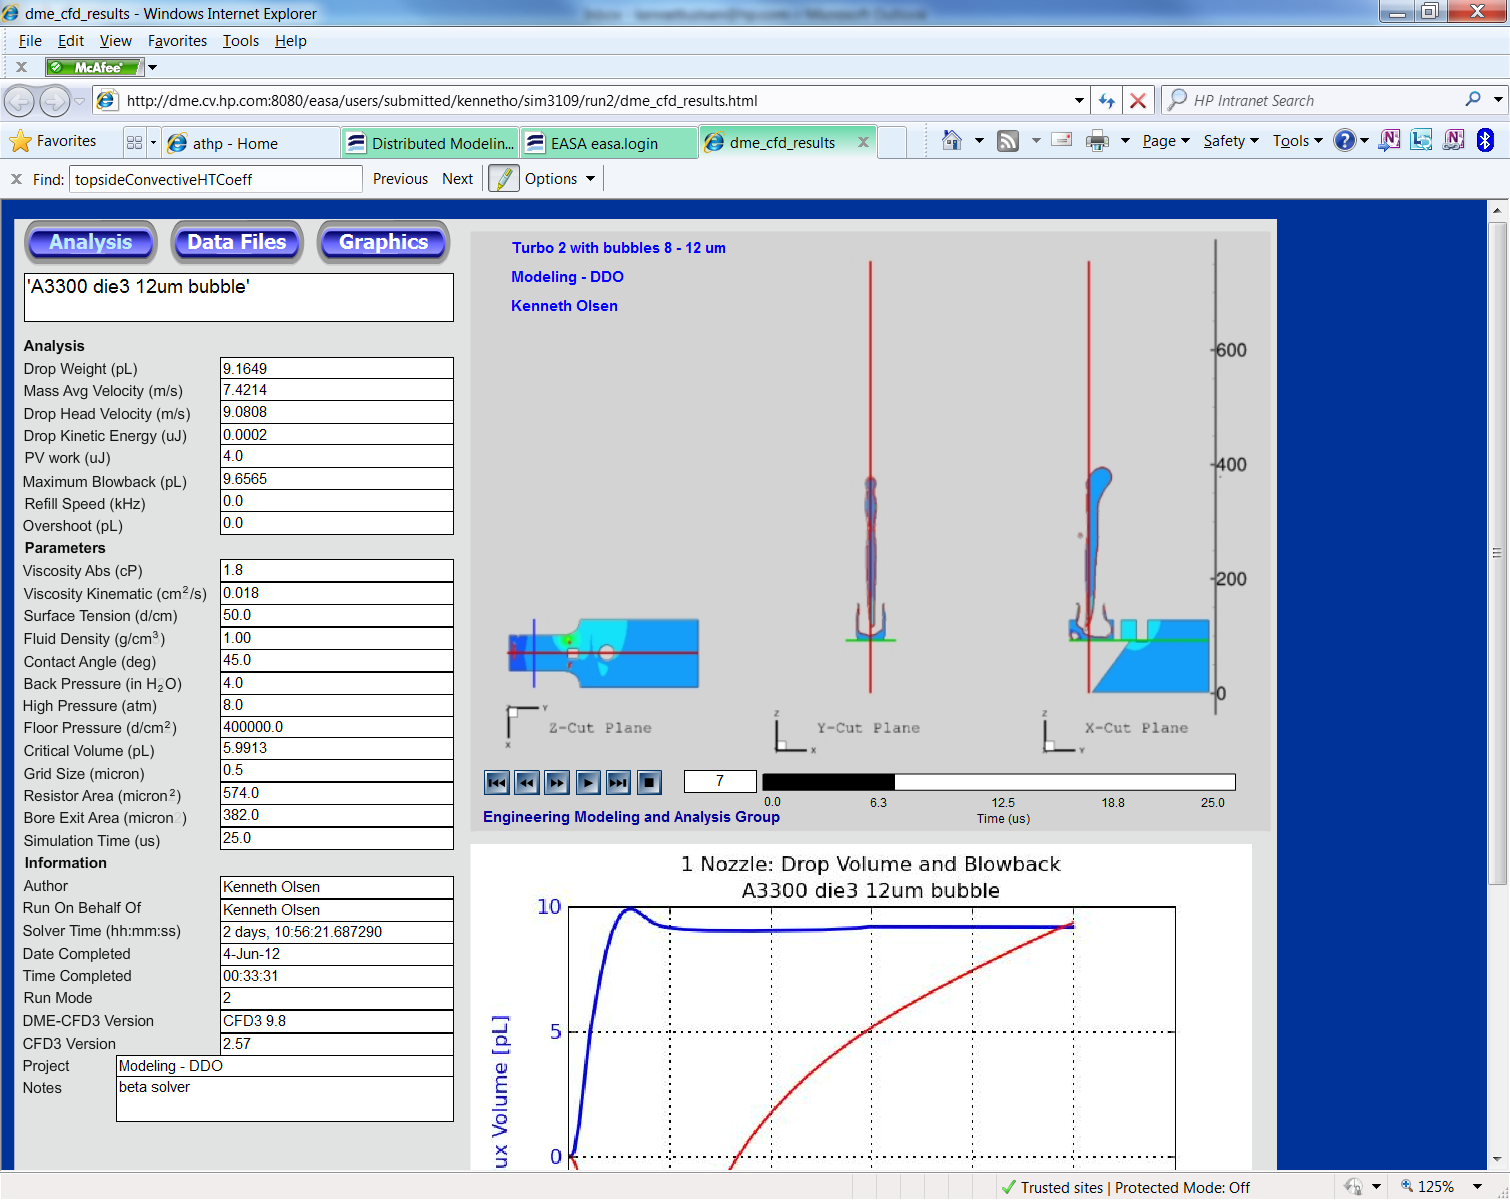 dme_cfd_results - Windows Internet Explorer
File Edit View Favorites Tools Help
x McAfee
http://dme.cv.hp.com:8080/easa/users/submitted/kennetho/sim3109/run2/dme_cfd_results.html HP Intranet Search
Favorites athp - Home Distributed Modelin... EASA easa.login dme_cfd_results x Page Safety Tools
x Find: topsideConvectiveHTCoeff Previous Next Options
Analysis Data Files Graphics
'A3300 die3 12um bubble'
Analysis
Drop Weight (pL) 9.1649
Mass Avg Velocity (m/s) 7.4214
Drop Head Velocity (m/s) 9.0808
Drop Kinetic Energy (uJ) 0.0002
PV work (uJ) 4.0
Maximum Blowback (pL) 9.6565
Refill Speed (kHz) 0.0
Overshoot (pL) 0.0
Parameters
Viscosity Abs (cP) 1.8
Viscosity Kinematic (cm²/s) 0.018
Surface Tension (d/cm) 50.0
Fluid Density (g/cm³) 1.00
Contact Angle (deg) 45.0
Back Pressure (in H₂O) 4.0
High Pressure (atm) 8.0
Floor Pressure (d/cm²) 400000.0
Critical Volume (pL) 5.9913
Grid Size (micron) 0.5
Resistor Area (micron²) 574.0
Bore Exit Area (micron²) 382.0
Simulation Time (us) 25.0
Information
Author Kenneth Olsen
Run On Behalf Of Kenneth Olsen
Solver Time (hh:mm:ss) 2 days, 10:56:21.687290
Date Completed 4-Jun-12
Time Completed 00:33:31
Run Mode 2
DME-CFD3 Version CFD3 9.8
CFD3 Version 2.57
Project Modeling - DDO
Notes beta solver
Turbo 2 with bubbles 8 - 12 um
Modeling - DDO
Kenneth Olsen
600
400
200
0
Y
X
Z-Cut Plane
Z
X
Y-Cut Plane
Z
Y
X-Cut Plane
7
0.0 6.3 12.5 18.8 25.0
Time (us)
Engineering Modeling and Analysis Group
1 Nozzle: Drop Volume and Blowback
A3300 die3 12um bubble
10
5
0
ux Volume [pL]
Trusted sites | Protected Mode: Off 125%